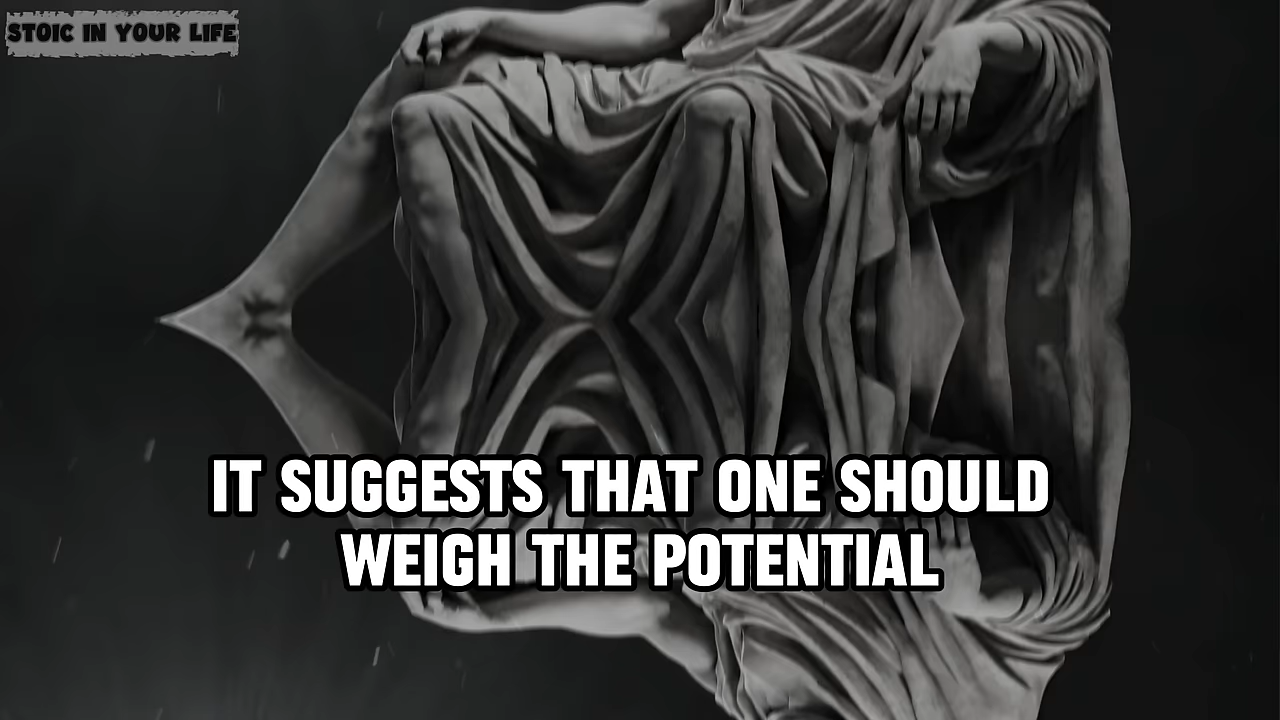 STOIC IN YOUR LIFE
IT SUGGESTS THAT ONE SHOULD
WEIGH THE POTENTIAL